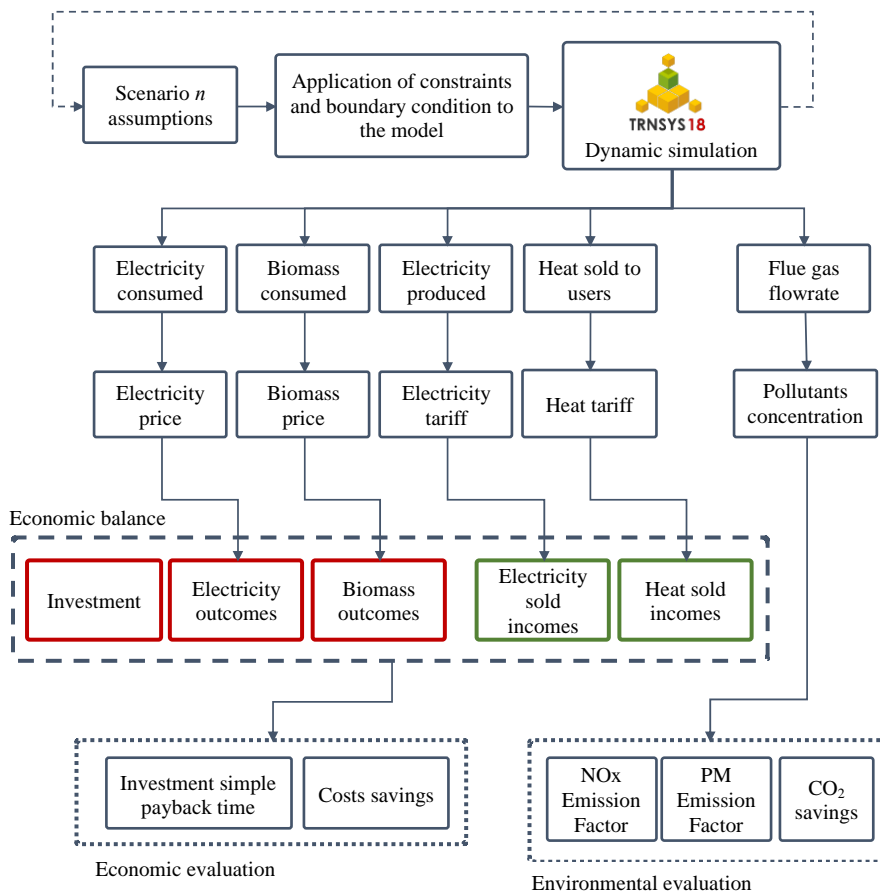 Scenario n
assumptions
Application of constraints
and boundary condition to
the model
TRNSYS18
Dynamic simulation
Electricity
consumed
Biomass
consumed
Electricity
produced
Heat sold to
users
Flue gas
flowrate
Electricity
price
Biomass
price
Electricity
tariff
Heat tariff
Pollutants
concentration
Economic balance
Investment
Electricity
outcomes
Biomass
outcomes
Electricity
sold
incomes
Heat sold
incomes
Investment simple
payback time
Costs savings
Economic evaluation
NOx
Emission
Factor
PM
Emission
Factor
CO₂
savings
Environmental evaluation